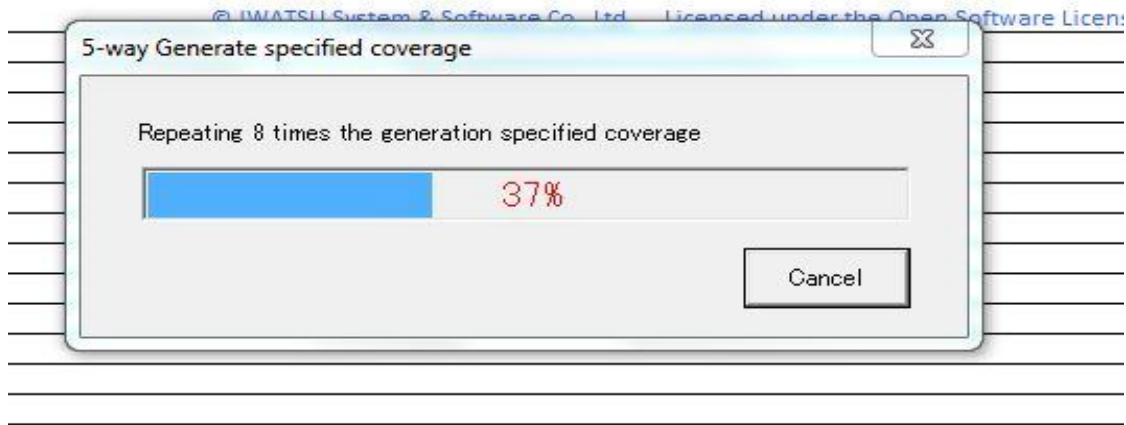 © IWATSU System & Software Co., Ltd. Licensed under the Open Software Licens
5-way Generate specified coverage
Repeating 8 times the generation specified coverage
37%
Cancel